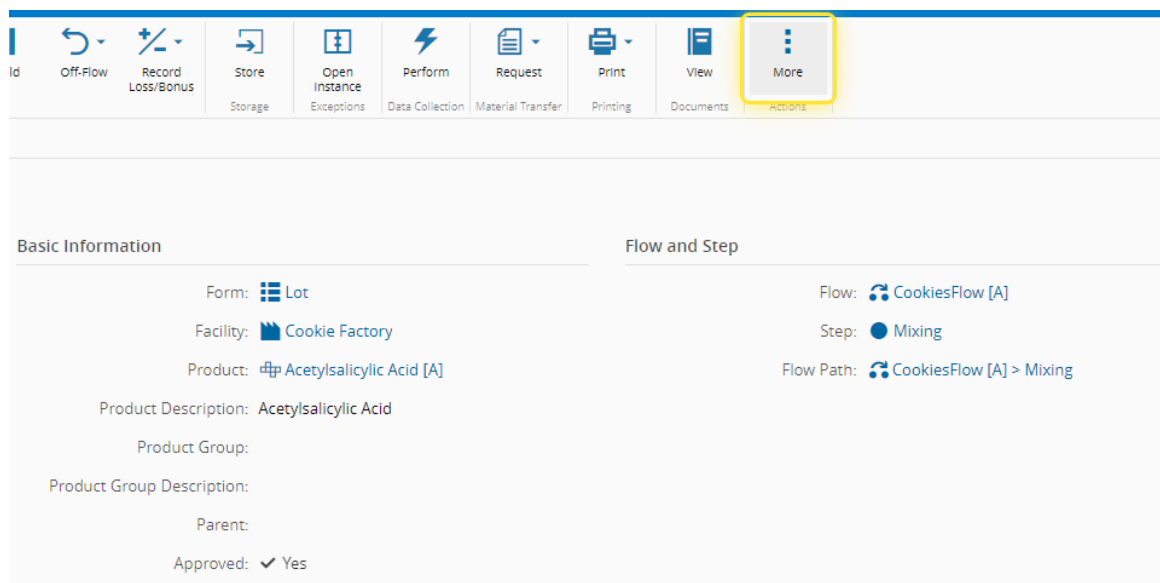 ld
Off-Flow
Record
Loss/Bonus
Store
Open
Instance
Perform
Request
Print
View
More
Storage
Exceptions
Data Collection
Material Transfer
Printing
Documents
Actions
Basic Information
Form: Lot
Facility: Cookie Factory
Product: Acetylsalicylic Acid [A]
Product Description: Acetylsalicylic Acid
Product Group:
Product Group Description:
Parent:
Approved: Yes
Flow and Step
Flow: CookiesFlow [A]
Step: Mixing
Flow Path: CookiesFlow [A] > Mixing